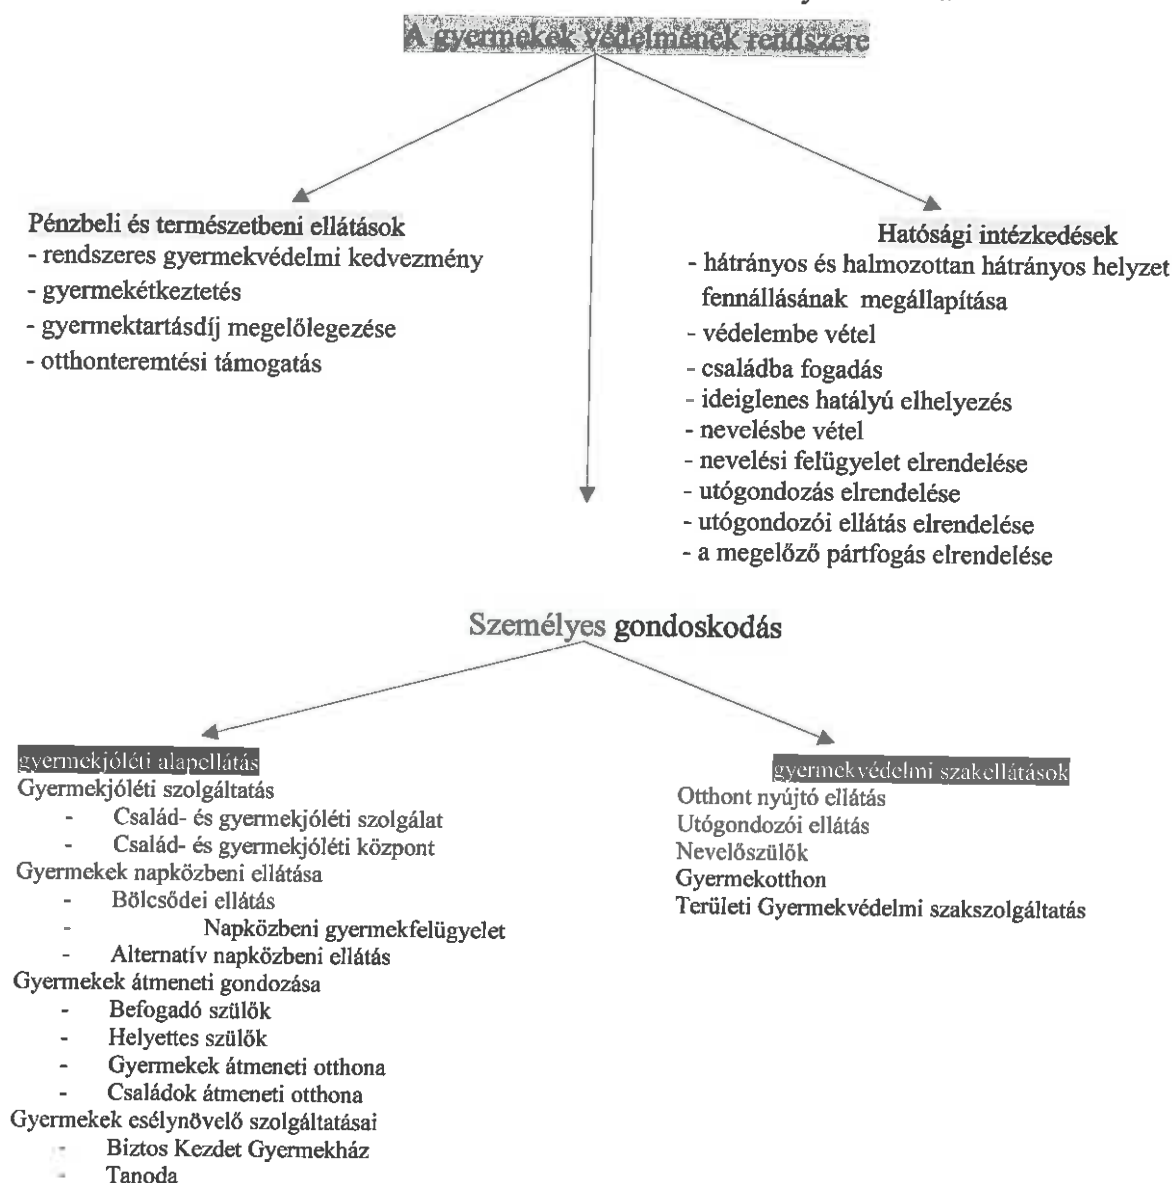 A gyermekek védelmének rendszere
Pénzbeli és természetbeni ellátások
- rendszeres gyermekvédelmi kedvezmény
- gyermekétkeztetés
- gyermektartásdíj megelőlegezése
- otthonteremtési támogatás
Hatósági intézkedések
- hátrányos és halmozottan hátrányos helyzet
fennállásának megállapítása
- védelembe vétel
- családba fogadás
- ideiglenes hatályú elhelyezés
- nevelésbe vétel
- nevelési felügyelet elrendelése
- utógondozás elrendelése
- utógondozói ellátás elrendelése
- a megelőző pártfogás elrendelése
Személyes gondoskodás
gyermekjóléti alapellátás
Gyermekjóléti szolgáltatás
- Család- és gyermekjóléti szolgálat
- Család- és gyermekjóléti központ
Gyermekek napközbeni ellátása
- Bölcsődei ellátás
- Napközbeni gyermekfelügyelet
- Alternatív napközbeni ellátás
Gyermekek átmeneti gondozása
- Befogadó szülők
- Helyettes szülők
- Gyermekek átmeneti otthona
- Családok átmeneti otthona
Gyermekek esélynövelő szolgáltatásai
- Biztos Kezdet Gyermekház
- Tanoda
gyermekvédelmi szakellátások
Otthont nyújtó ellátás
Utógondozói ellátás
Nevelőszülők
Gyermekotthon
Területi Gyermekvédelmi szakszolgáltatás